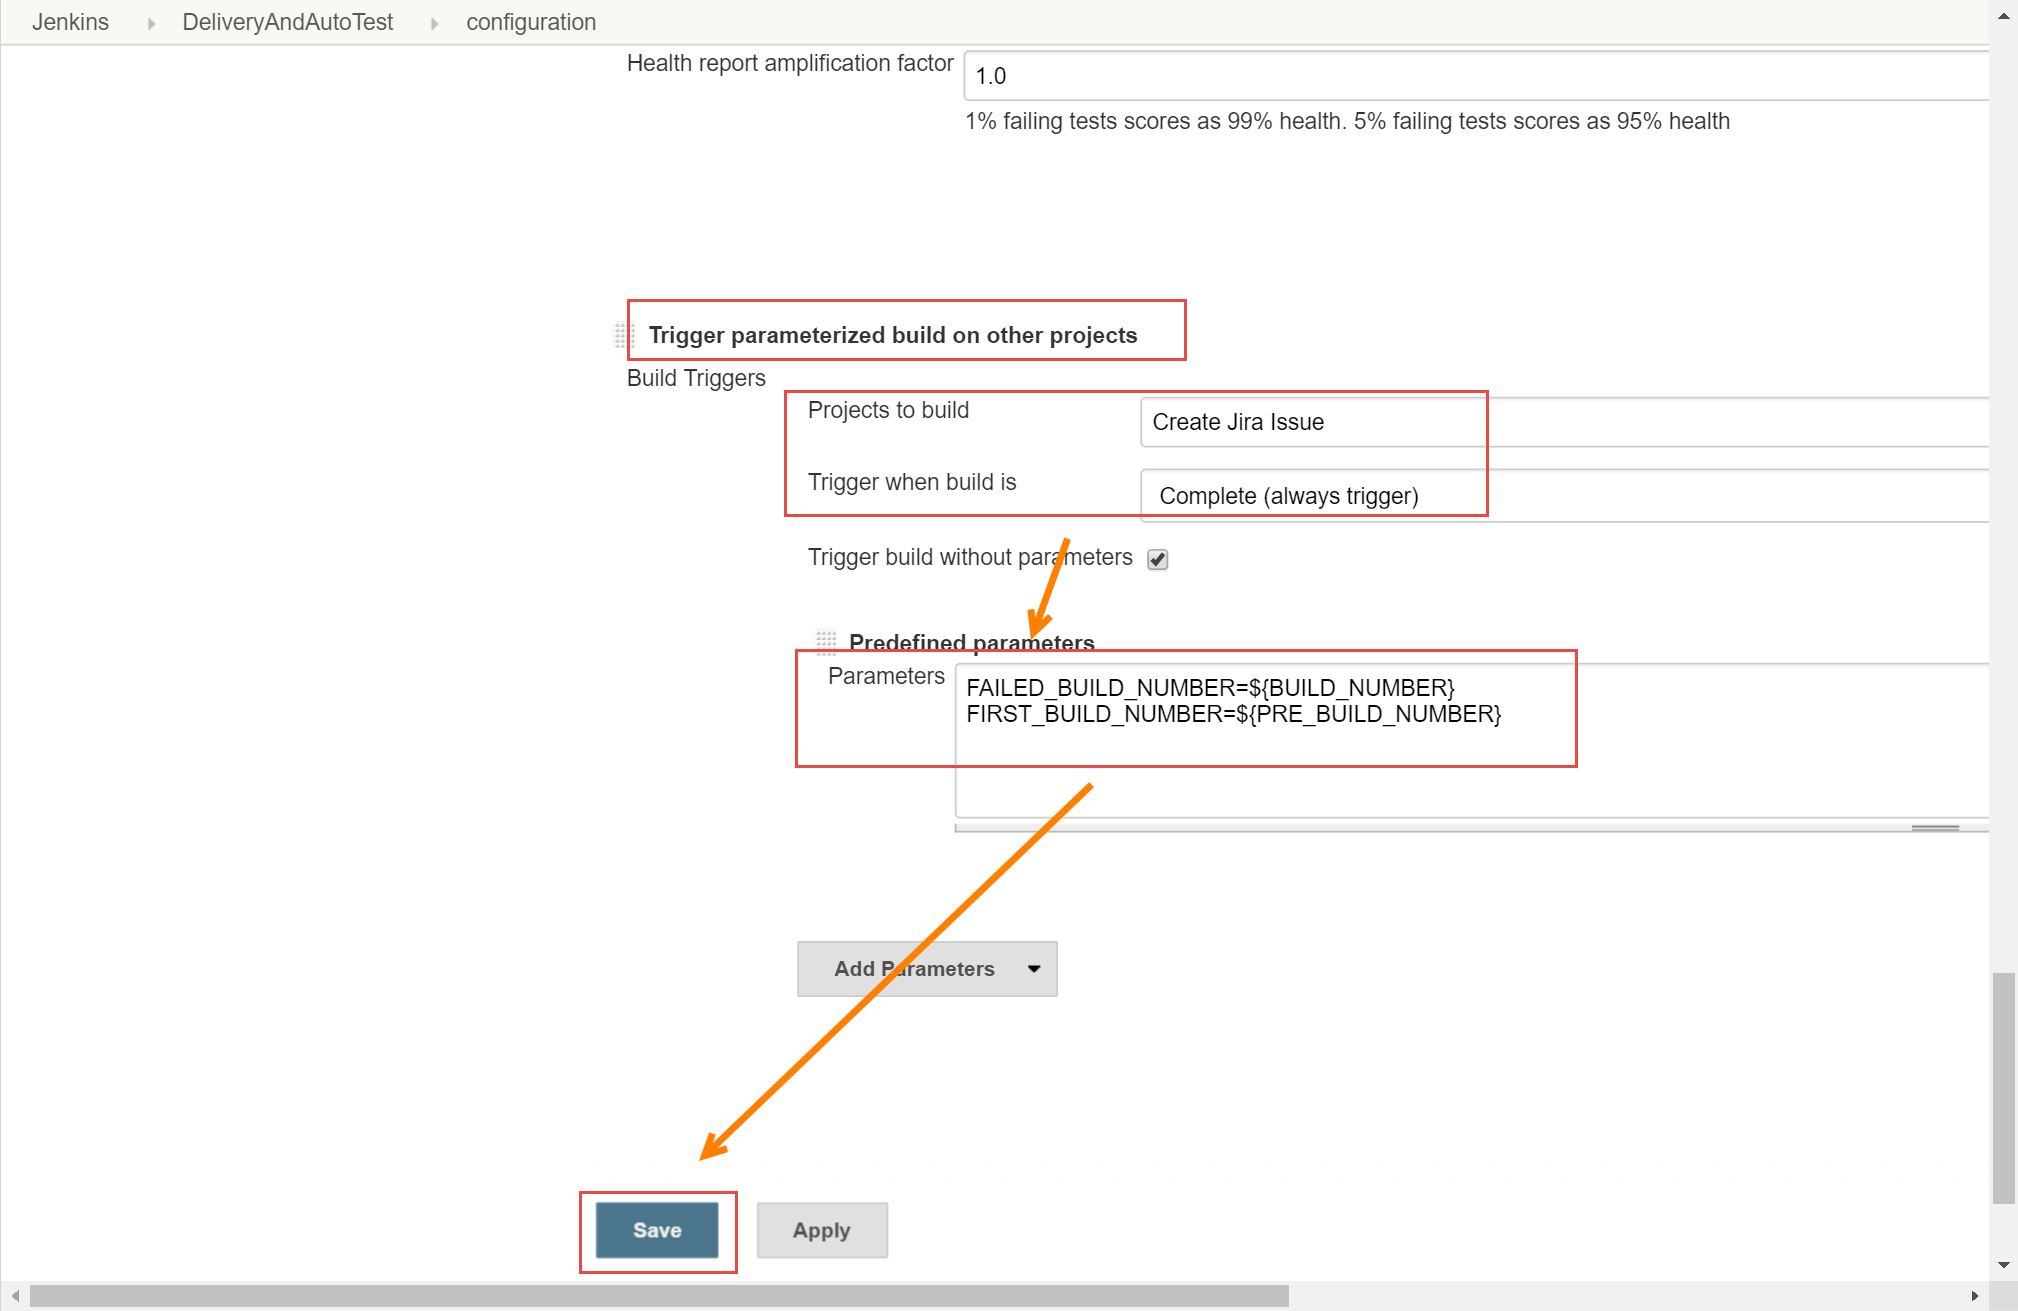 Jenkins DeliveryAndAutoTest configuration
Health report amplification factor 1.0
1% failing tests scores as 99% health. 5% failing tests scores as 95% health
Trigger parameterized build on other projects
Build Triggers
Projects to build Create Jira Issue
Trigger when build is Complete (always trigger)
Trigger build without parameters
Predefined parameters
Parameters FAILED_BUILD_NUMBER=${BUILD_NUMBER}
FIRST_BUILD_NUMBER=${PRE_BUILD_NUMBER}
Add Parameters
Save Apply